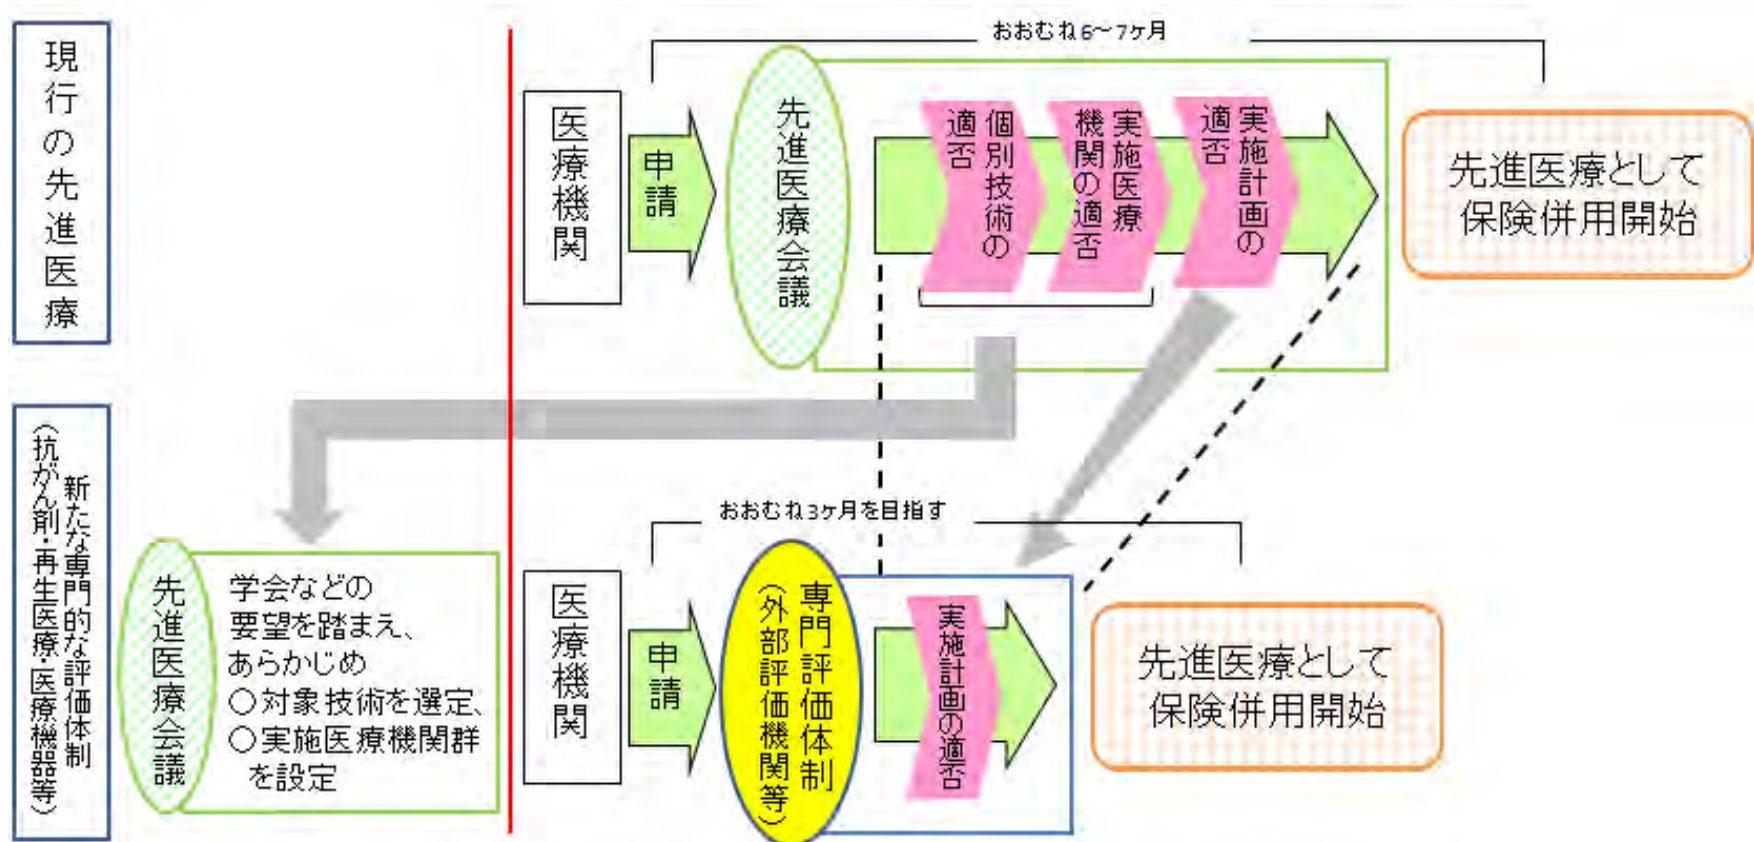 現行の先進医療
おおむね6～7ヶ月
医療機関
申請
先進医療会議
個別技術の
適否
実施医療
機関の適否
実施計画の
適否
先進医療として
保険併用開始
新たな専門的な評価体制
（抗がん剤・再生医療・医療機器等）
先進医療会議
学会などの
要望を踏まえ、
あらかじめ
○対象技術を選定、
○実施医療機関群
を設定
おおむね3ヶ月を目指す
医療機関
申請
専門評価体制
（外部評価機関等）
実施計画の適否
先進医療として
保険併用開始